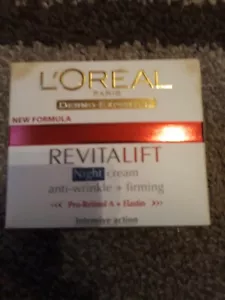 L'ORÉAL
PARIS
Dermo-Expertise
NEW FORMULA
REVITALIFT
Night cream
anti-wrinkle + firming
Pro-Retinol A + Elastin
Intensive action